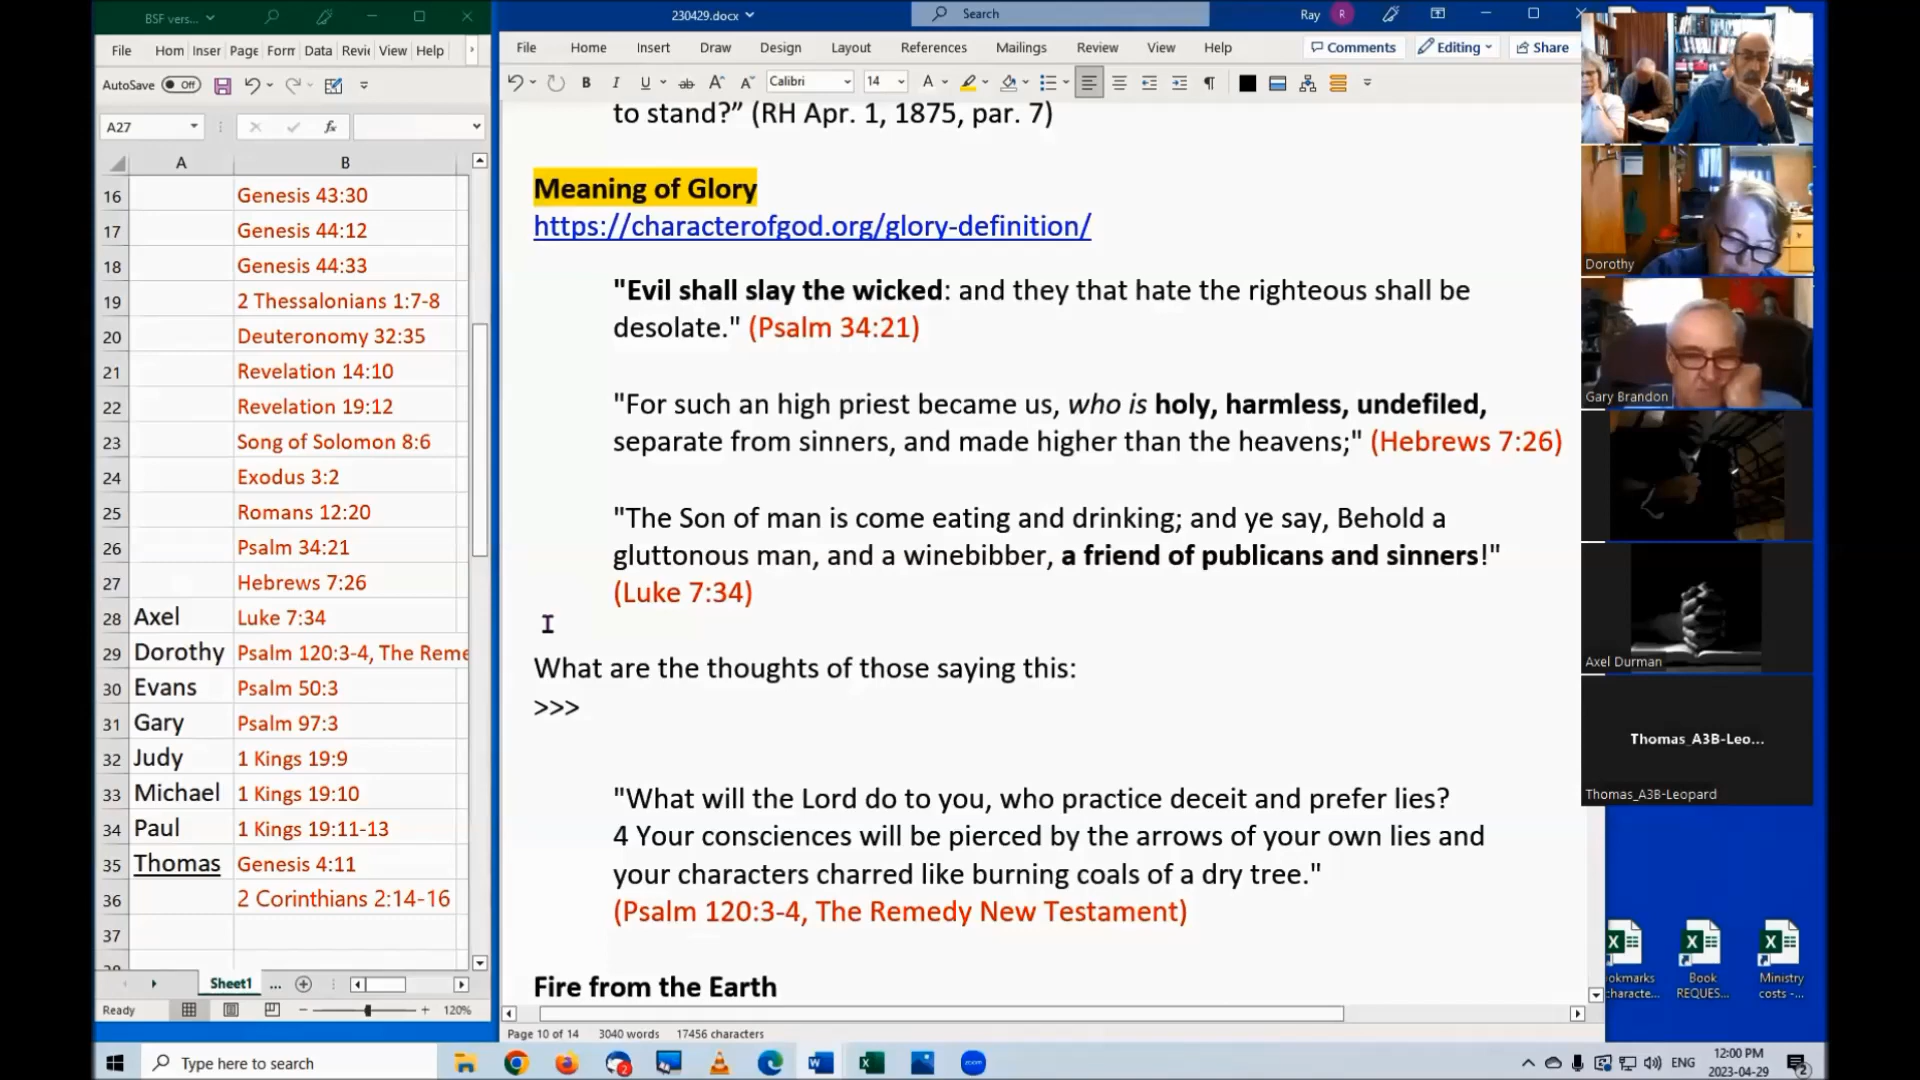 BSF vers...
File Hom Inser Page Forn Data Revie View Help
AutoSave Off
A27
A B
16 Genesis 43:30
17 Genesis 44:12
18 Genesis 44:33
19 2 Thessalonians 1:7-8
20 Deuteronomy 32:35
21 Revelation 14:10
22 Revelation 19:12
23 Song of Solomon 8:6
24 Exodus 3:2
25 Romans 12:20
26 Psalm 34:21
27 Hebrews 7:26
28 Axel Luke 7:34
29 Dorothy Psalm 120:3-4, The Reme
30 Evans Psalm 50:3
31 Gary Psalm 97:3
32 Judy 1 Kings 19:9
33 Michael 1 Kings 19:10
34 Paul 1 Kings 19:11-13
35 Thomas Genesis 4:11
36 2 Corinthians 2:14-16
37
Sheet1 ...
Ready 120%
230429.docx
Search
Ray R
File Home Insert Draw Design Layout References Mailings Review View Help Comments Editing Share
B I U ab A A Calibri 14 A
to stand?” (RH Apr. 1, 1875, par. 7)
Meaning of Glory
https://characterofgod.org/glory-definition/
"Evil shall slay the wicked: and they that hate the righteous shall be
desolate." (Psalm 34:21)
"For such an high priest became us, who is holy, harmless, undefiled,
separate from sinners, and made higher than the heavens;" (Hebrews 7:26)
"The Son of man is come eating and drinking; and ye say, Behold a
gluttonous man, and a winebibber, a friend of publicans and sinners!"
(Luke 7:34)
What are the thoughts of those saying this:
>>>
"What will the Lord do to you, who practice deceit and prefer lies?
4 Your consciences will be pierced by the arrows of your own lies and
your characters charred like burning coals of a dry tree."
(Psalm 120:3-4, The Remedy New Testament)
Fire from the Earth
Page 10 of 14 3040 words 17456 characters
Dorothy
Gary Brandon
Axel Durman
Thomas_A3B-Leo...
Thomas_A3B-Leopard
okmarks
characte...
Book
REQUES...
Ministry
costs -...
Type here to search
2
ENG
12:00 PM
2023-04-29
2